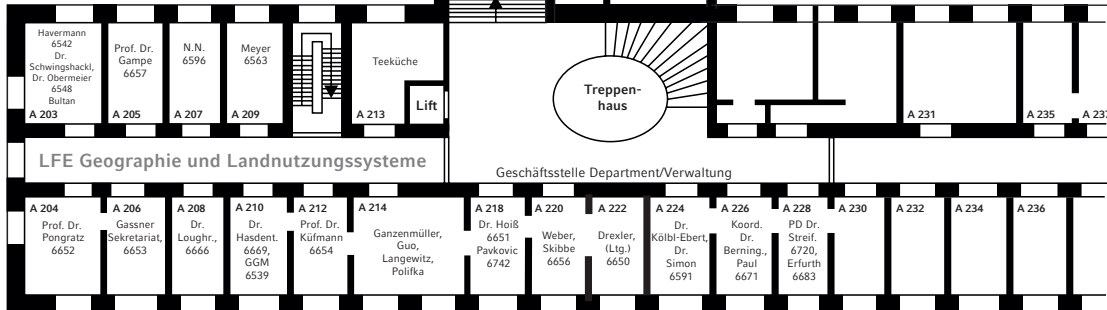 Havermann
6542
Dr.
Schwingshackl,
Dr. Obermeier
6548
Bultan
A 203
Prof. Dr.
Gampe
6657
A 205
N.N.
6596
A 207
Meyer
6563
A 209
Teeküche
A 213
Lift
Treppen-
haus
A 231
A 235
A 237
LFE Geographie und Landnutzungssysteme
Geschäftsstelle Department/Verwaltung
A 204
Prof. Dr.
Pongratz
6652
A 206
Gassner
Sekretariat,
6653
A 208
Dr.
Loughr.,
6666
A 210
Dr.
Hasdent.
6669,
GGM
6539
A 212
Prof. Dr.
Küfmann
6654
A 214
Ganzenmüller,
Guo,
Langewitz,
Polifka
A 218
Dr. Hoiß
6651
Pavkovic
6742
A 220
Weber,
Skibbe
6656
A 222
Drexler,
(Ltg.)
6650
A 224
Dr.
Kölbl-Ebert,
Dr.
Simon
6591
A 226
Koord.
Dr.
Berning.,
Paul
6671
A 228
PD Dr.
Streif.
6720,
Erfurth
6683
A 230
A 232
A 234
A 236